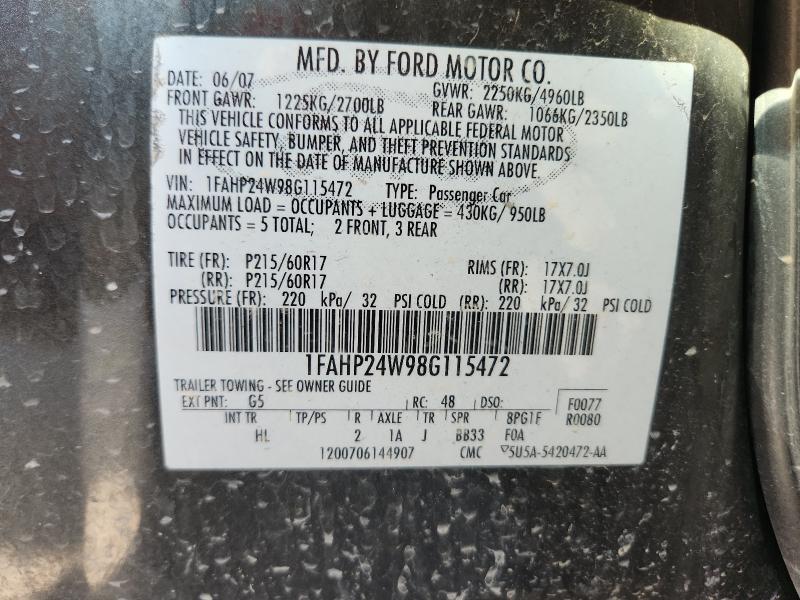 MFD. BY FORD MOTOR CO.
DATE: 06/07 GVWR: 2250KG/4960LB
FRONT GAWR: 1225KG/2700LB REAR GAWR: 1066KG/2350LB
THIS VEHICLE CONFORMS TO ALL APPLICABLE FEDERAL MOTOR
VEHICLE SAFETY, BUMPER, AND THEFT PREVENTION STANDARDS
IN EFFECT ON THE DATE OF MANUFACTURE SHOWN ABOVE.
VIN: 1FAHP24W98G115472 TYPE: Passenger Car
MAXIMUM LOAD = OCCUPANTS + LUGGAGE = 430KG/ 950LB
OCCUPANTS = 5 TOTAL; 2 FRONT, 3 REAR
TIRE (FR): P215/60R17 RIMS (FR): 17X7.0J
(RR): P215/60R17 (RR): 17X7.0J
PRESSURE (FR): 220 kPa/ 32 PSI COLD (RR): 220 kPa/ 32 PSI COLD
1FAHP24W98G115472
TRAILER TOWING - SEE OWNER GUIDE
EXT PNT: G5 RC: 48 DSO: F0077
INT TR TP/PS R AXLE TR SPR 8PG1F R0080
HL 2 1A J BB33 F0A
1200706144907 CMC ▽5U5A-5420472-AA